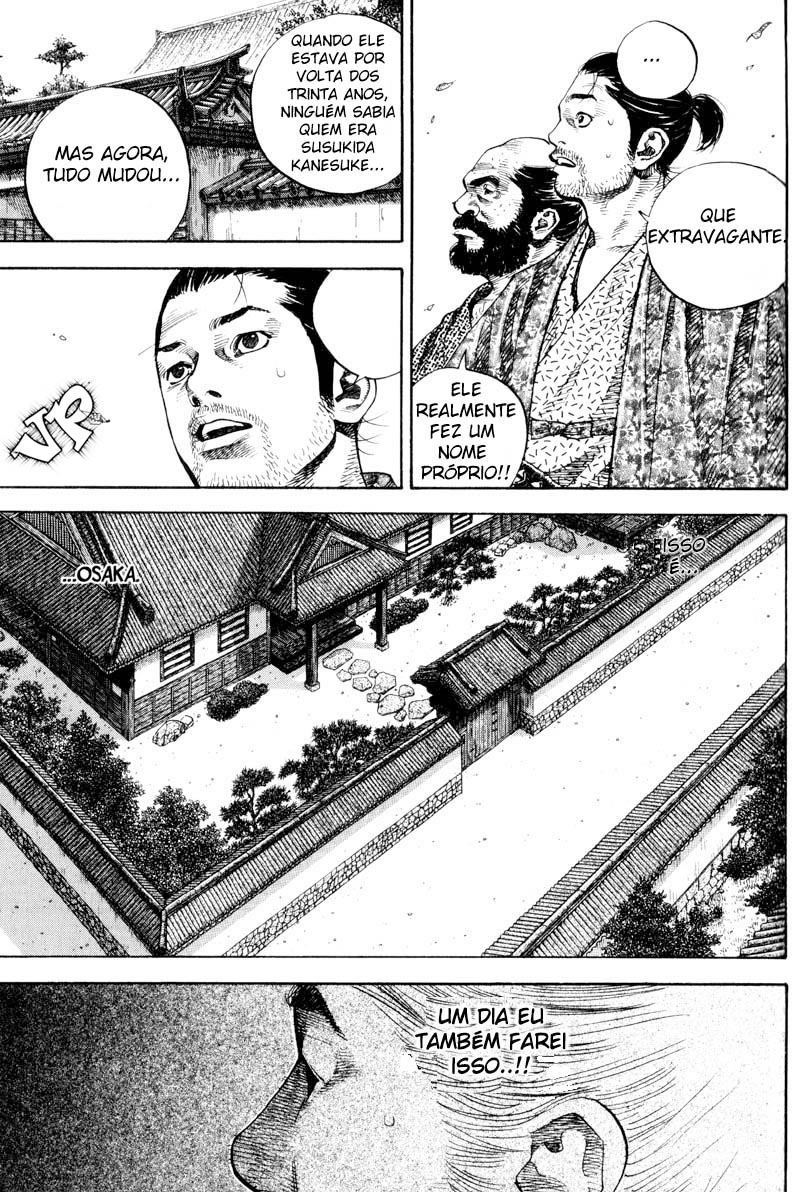 ...
QUE
EXTRAVAGANTE.
ELE
REALMENTE
FEZ UM
NOME
PRÓPRIO!!
QUANDO ELE
ESTAVA POR
VOLTA DOS
TRINTA ANOS,
NINGUÉM SABIA
QUEM ERA
SUSUKIDA
KANESUKE...
MAS AGORA,
TUDO MUDOU...
VP
ISSO
É...
...OSAKA.
UM DIA EU
TAMBÉM FAREI
ISSO..!!